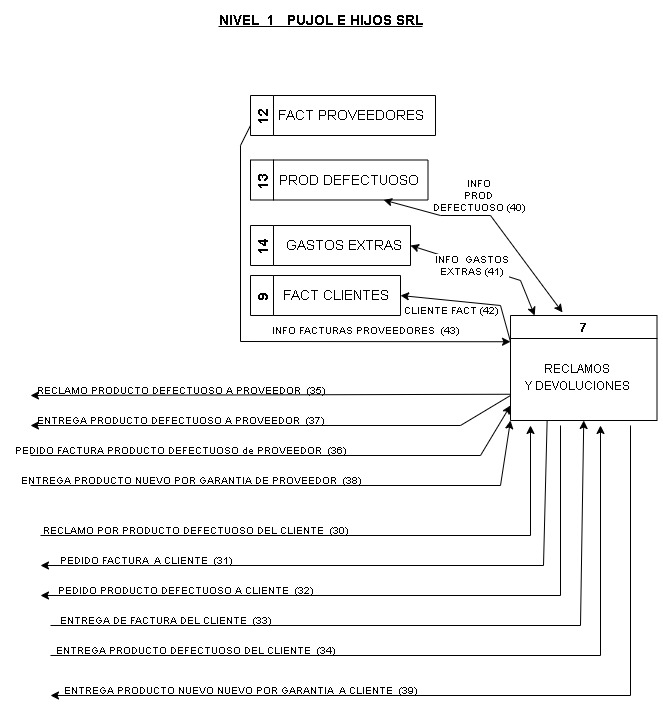 NIVEL 1 PUJOL E HIJOS SRL
12 FACT PROVEEDORES
13 PROD DEFECTUOSO
INFO
PROD
DEFECTUOSO (40)
14 GASTOS EXTRAS
INFO GASTOS
EXTRAS (41)
9 FACT CLIENTES
CLIENTE FACT (42)
INFO FACTURAS PROVEEDORES (43)
7
RECLAMOS
Y DEVOLUCIONES
RECLAMO PRODUCTO DEFECTUOSO A PROVEEDOR (35)
ENTREGA PRODUCTO DEFECTUOSO A PROVEEDOR (37)
PEDIDO FACTURA PRODUCTO DEFECTUOSO de PROVEEDOR (36)
ENTREGA PRODUCTO NUEVO POR GARANTIA DE PROVEEDOR (38)
RECLAMO POR PRODUCTO DEFECTUOSO DEL CLIENTE (30)
PEDIDO FACTURA A CLIENTE (31)
PEDIDO PRODUCTO DEFECTUOSO A CLIENTE (32)
ENTREGA DE FACTURA DEL CLIENTE (33)
ENTREGA PRODUCTO DEFECTUOSO DEL CLIENTE (34)
ENTREGA PRODUCTO NUEVO NUEVO POR GARANTIA A CLIENTE (39)